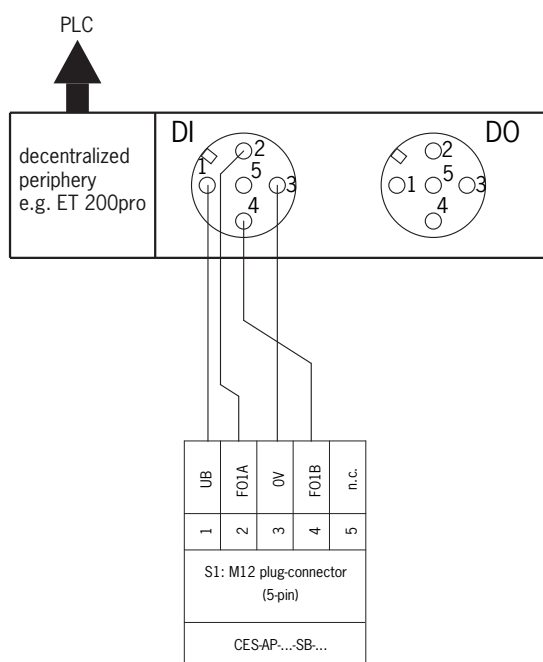 PLC
DI
DO
decentralized
periphery
e.g. ET 200pro
1
2
5
3
4
2
5
1
3
4
UB
FO1A
0V
FO1B
n.c.
1
2
3
4
5
S1: M12 plug-connector
(5-pin)
CES-AP-...-SB-...